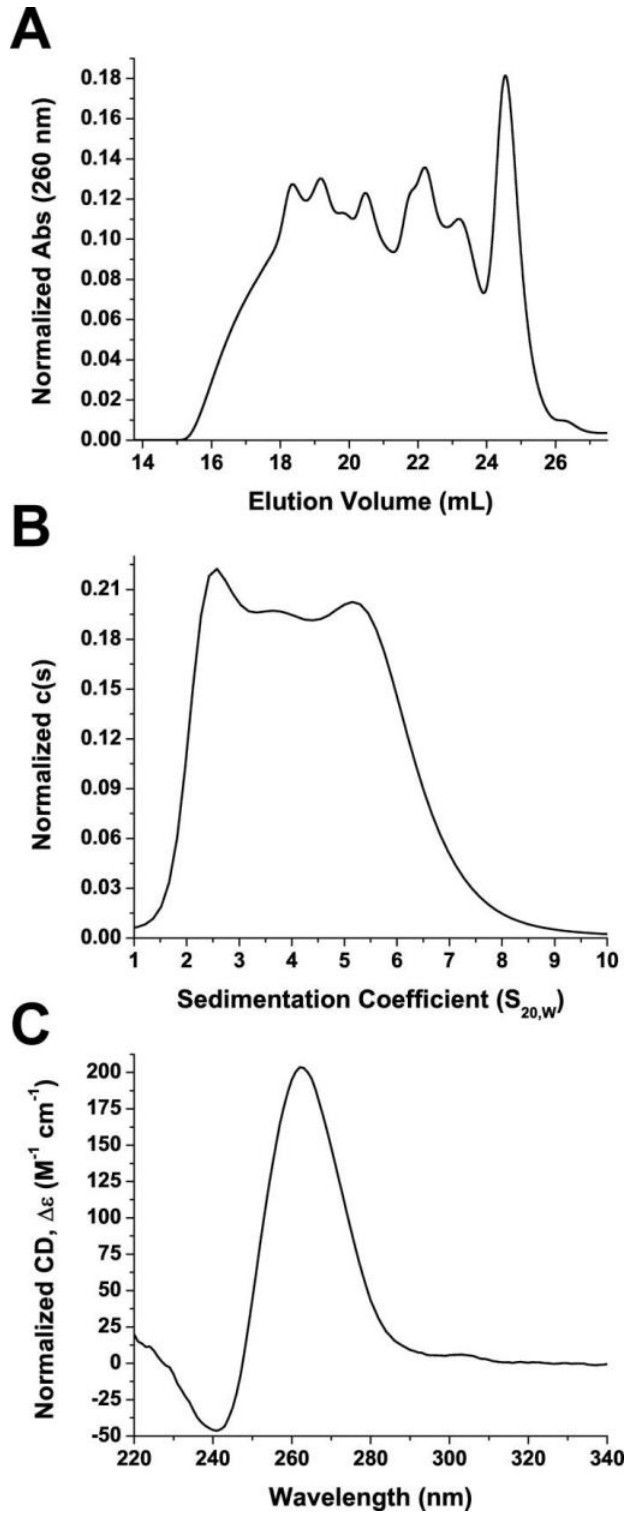 A
Normalized Abs (260 nm)
0.18
0.16
0.14
0.12
0.10
0.08
0.06
0.04
0.02
0.00
14 16 18 20 22 24 26
Elution Volume (mL)
B
Normalized c(s)
0.21
0.18
0.15
0.12
0.09
0.06
0.03
0.00
1 2 3 4 5 6 7 8 9 10
Sedimentation Coefficient (S20,W)
C
Normalized CD, Δε (M-1 cm-1)
200
175
150
125
100
75
50
25
0
-25
-50
220 240 260 280 300 320 340
Wavelength (nm)